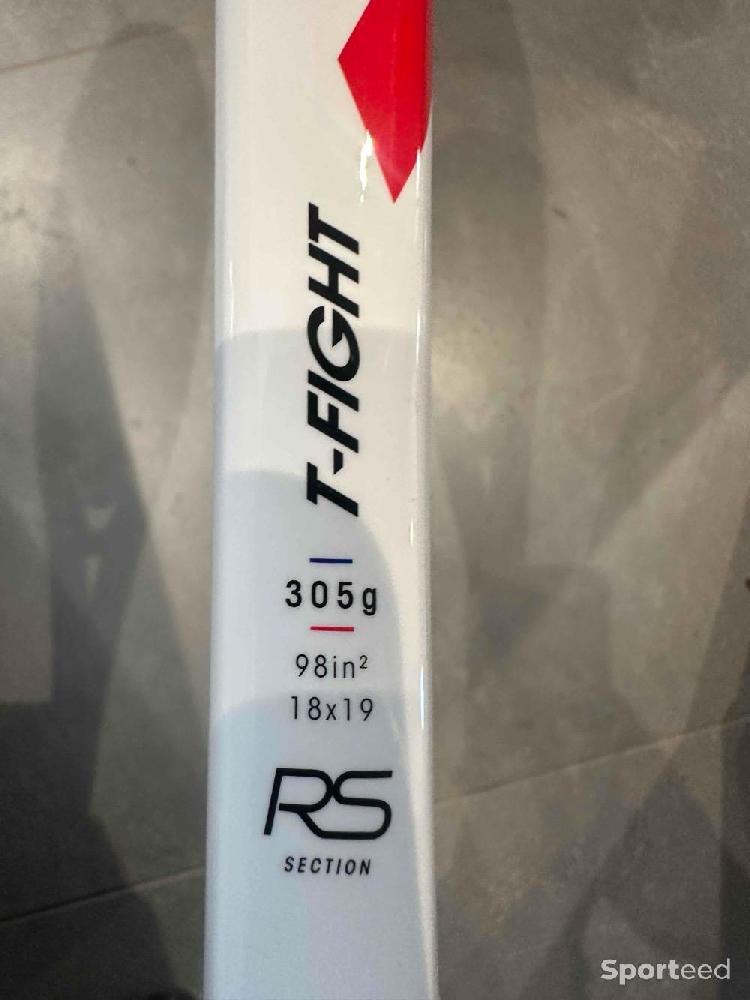 T-FIGHT
305g
98in²
18x19
RS
SECTION
Sporteed